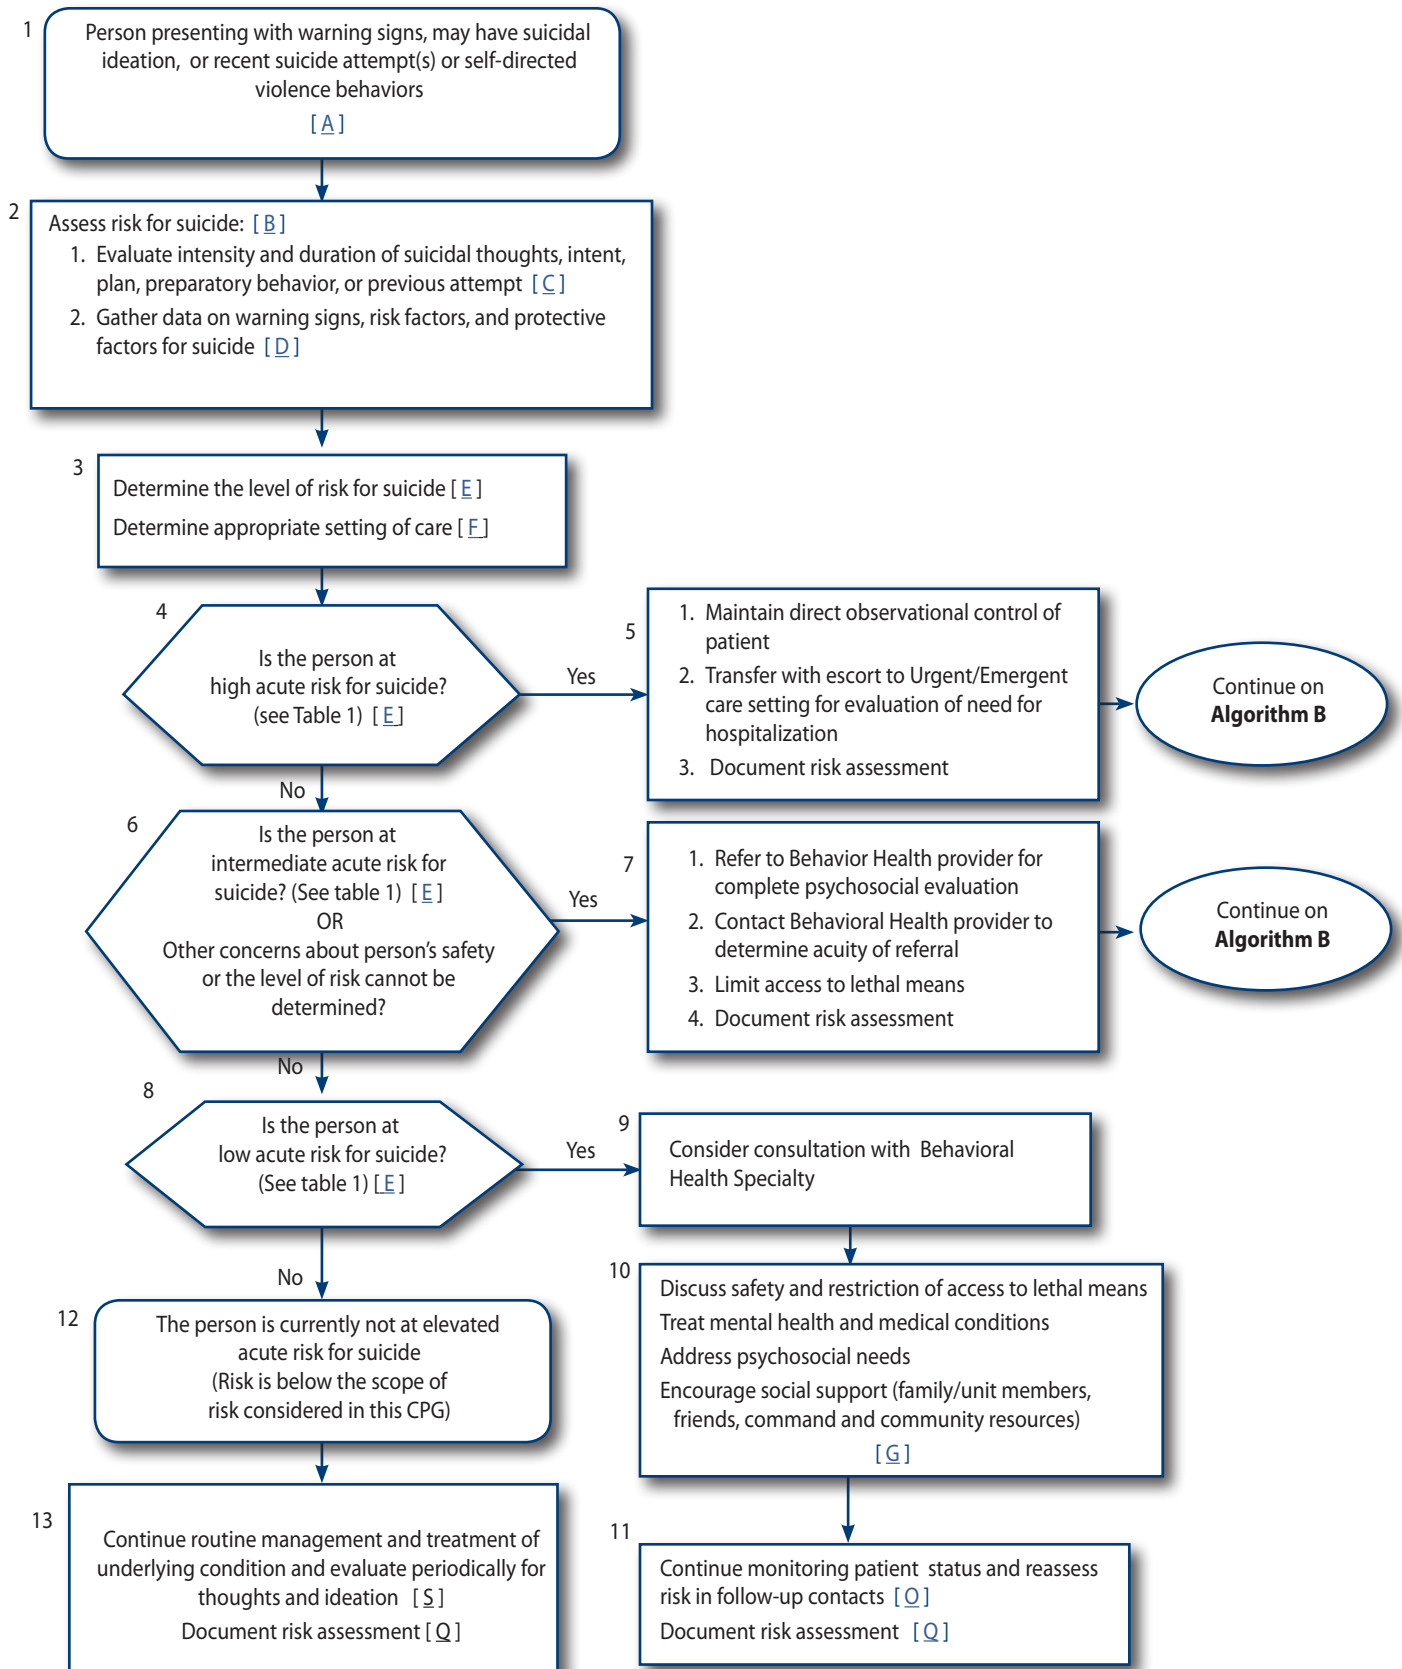 1
Person presenting with warning signs, may have suicidal
ideation, or recent suicide attempt(s) or self-directed
violence behaviors
[ A ]
2
Assess risk for suicide: [ B ]
1. Evaluate intensity and duration of suicidal thoughts, intent,
plan, preparatory behavior, or previous attempt [ C ]
2. Gather data on warning signs, risk factors, and protective
factors for suicide [ D ]
3
Determine the level of risk for suicide [ E ]
Determine appropriate setting of care [ F ]
4
Is the person at
high acute risk for suicide?
(see Table 1) [ E ]
Yes
No
5
1. Maintain direct observational control of
patient
2. Transfer with escort to Urgent/Emergent
care setting for evaluation of need for
hospitalization
3. Document risk assessment
Continue on
Algorithm B
6
Is the person at
intermediate acute risk for
suicide? (See table 1) [ E ]
OR
Other concerns about person's safety
or the level of risk cannot be
determined?
Yes
No
7
1. Refer to Behavior Health provider for
complete psychosocial evaluation
2. Contact Behavioral Health provider to
determine acuity of referral
3. Limit access to lethal means
4. Document risk assessment
Continue on
Algorithm B
8
Is the person at
low acute risk for suicide?
(See table 1) [ E ]
Yes
No
9
Consider consultation with Behavioral
Health Specialty
10
Discuss safety and restriction of access to lethal means
Treat mental health and medical conditions
Address psychosocial needs
Encourage social support (family/unit members,
friends, command and community resources)
[ G ]
11
Continue monitoring patient status and reassess
risk in follow-up contacts [ O ]
Document risk assessment [ Q ]
12
The person is currently not at elevated
acute risk for suicide
(Risk is below the scope of
risk considered in this CPG)
13
Continue routine management and treatment of
underlying condition and evaluate periodically for
thoughts and ideation [ S ]
Document risk assessment [ Q ]